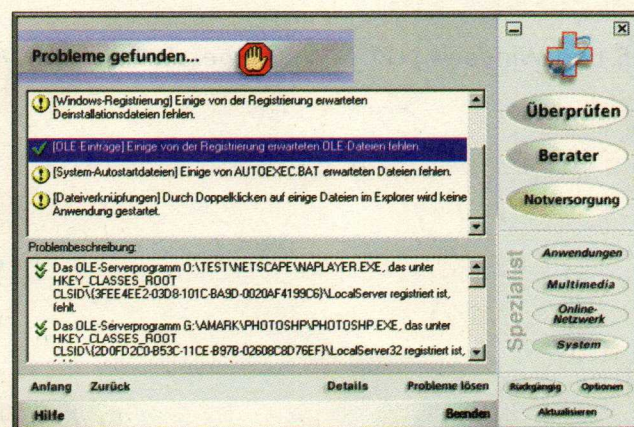 Probleme gefunden...
[Windows-Registrierung] Einige von der Registrierung erwarteten
Deinstallationsdateien fehlen.
[OLE-Einträge] Einige von der Registrierung erwarteten OLE-Dateien fehlen.
[System-Autostartdateien] Einige von AUTOEXEC.BAT erwarteten Dateien fehlen.
[Dateiverknüpfungen] Durch Doppelklicken auf einige Dateien im Explorer wird keine
Anwendung gestartet.
Problembeschreibung:
Das OLE-Serverprogramm O:\TEST\NETSCAPE\NAPLAYER.EXE, das unter
HKEY_CLASSES_ROOT
CLSID\{3FEE4EE2-03D8-101C-BA9D-0020AF4199C6}\LocalServer registriert ist,
fehlt.
Das OLE-Serverprogramm G:\AMARK\PHOTOSHP\PHOTOSHP.EXE, das unter
HKEY_CLASSES_ROOT
CLSID\{2D0FD2C0-B53C-11CE-B97B-02608C8D76EF}\LocalServer32 registriert ist,
Anfang Zurück Details Probleme lösen
Hilfe Beenden
Überprüfen
Berater
Notversorgung
Spezialist
Anwendungen
Multimedia
Online-
Netzwerk
System
Rückgängig Optionen
Aktualisieren